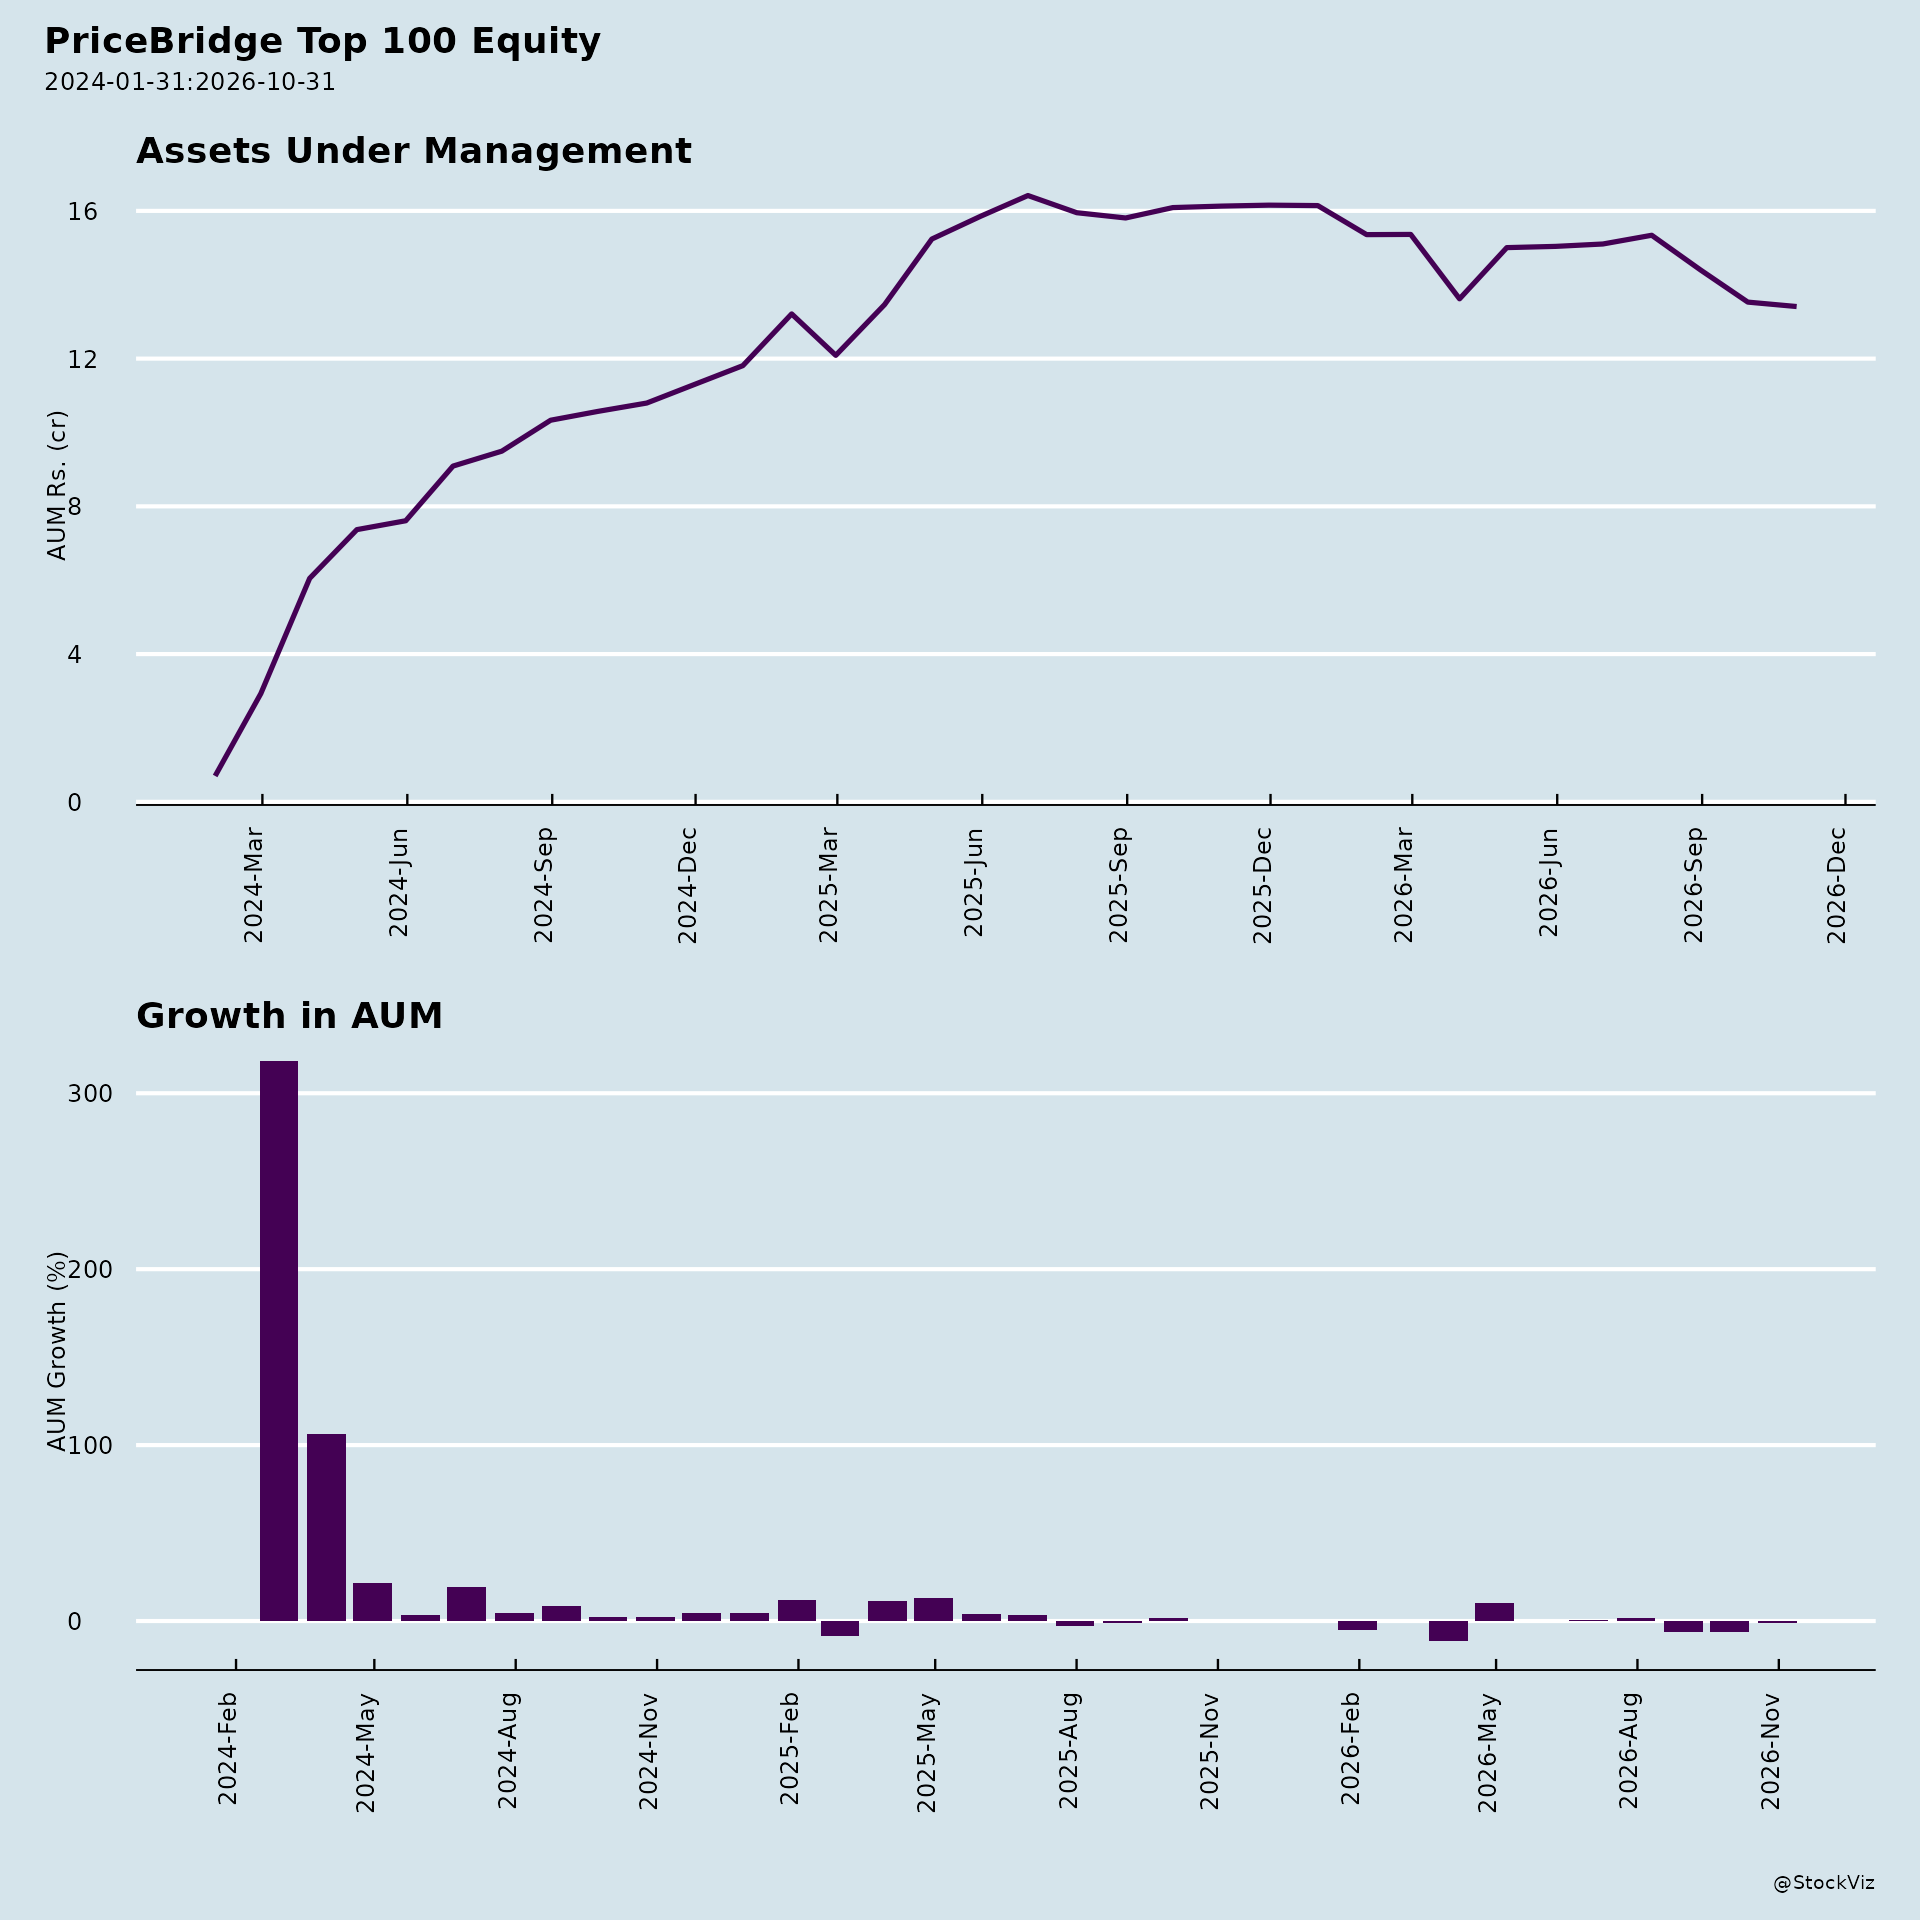 PriceBridge Top 100 Equity
2024-01-31:2026-10-31
Assets Under Management
AUM Rs. (cr)
16
12
8
4
0
2024-Mar
2024-Jun
2024-Sep
2024-Dec
2025-Mar
2025-Jun
2025-Sep
2025-Dec
2026-Mar
2026-Jun
2026-Sep
2026-Dec
Growth in AUM
AUM Growth (%)
300
200
100
0
2024-Feb
2024-May
2024-Aug
2024-Nov
2025-Feb
2025-May
2025-Aug
2025-Nov
2026-Feb
2026-May
2026-Aug
2026-Nov
@StockViz